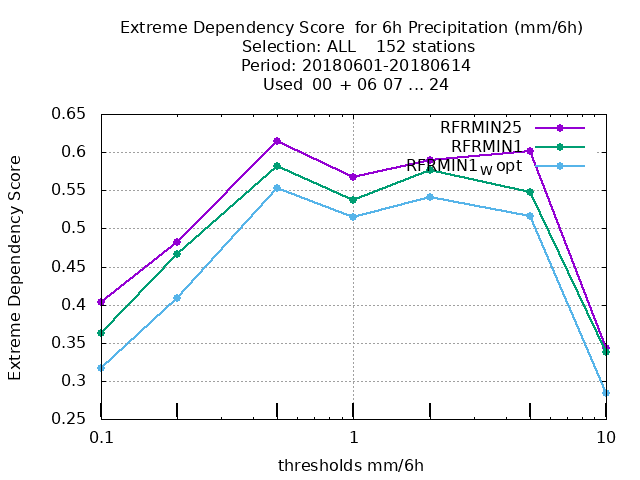 Extreme Dependency Score  for 6h Precipitation (mm/6h)
Selection: ALL    152 stations
Period: 20180601-20180614
Used  00  + 06 07 ... 24
RFRMIN25
RFRMIN1
RFRMIN1W opt
Extreme Dependency Score
0.65
0.6
0.55
0.5
0.45
0.4
0.35
0.3
0.25
0.1
1
10
thresholds mm/6h